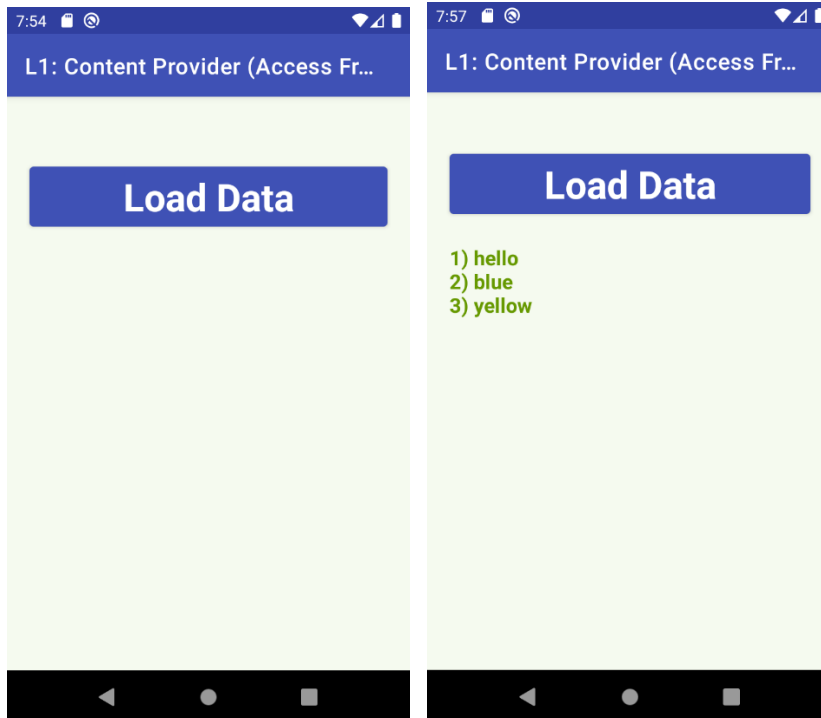 7:54
L1: Content Provider (Access Fr...
Load Data
7:57
L1: Content Provider (Access Fr...
Load Data
1) hello
2) blue
3) yellow